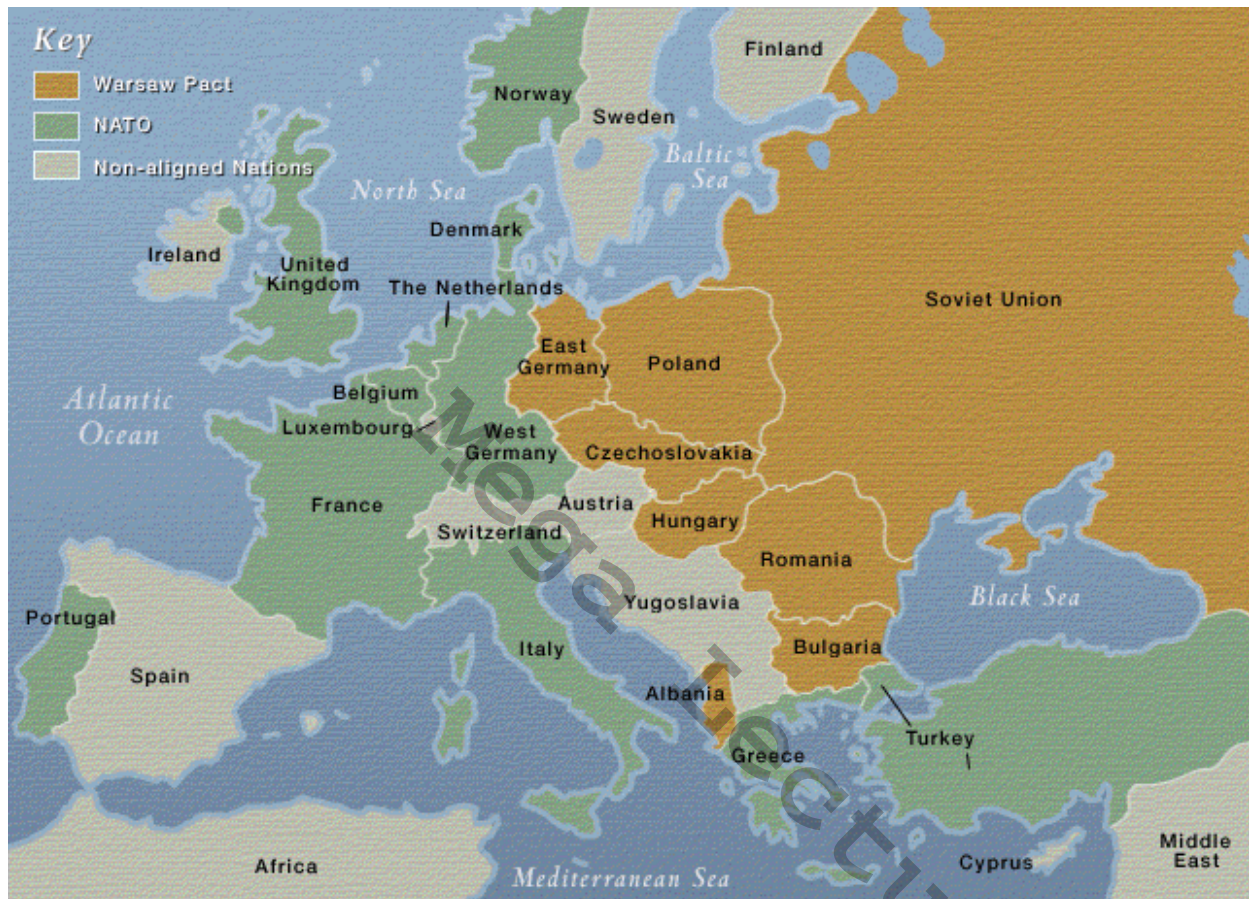 Key
Warsaw Pact
NATO
Non-aligned Nations
Finland
Norway
Sweden
Baltic
Sea
North Sea
Denmark
Ireland
United
Kingdom
The Netherlands
Soviet Union
East
Germany
Poland
Belgium
Atlantic
Ocean
Luxembourg
West
Germany
Czechoslovakia
France
Austria
Switzerland
Hungary
Romania
Black Sea
Yugoslavia
Portugal
Spain
Italy
Bulgaria
Albania
Turkey
Greece
Middle
East
Cyprus
Africa
Mediterranean Sea
Mega Lectu